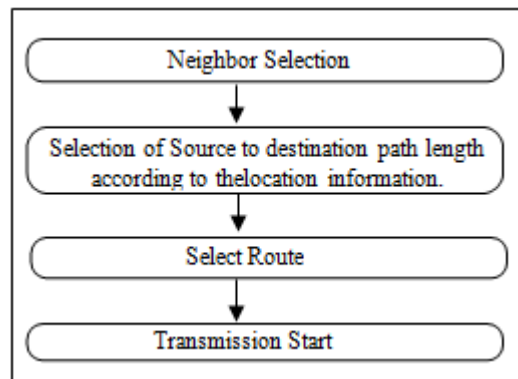 Neighbor Selection
Selection of Source to destination path length
according to thelocation information.
Select Route
Transmission Start